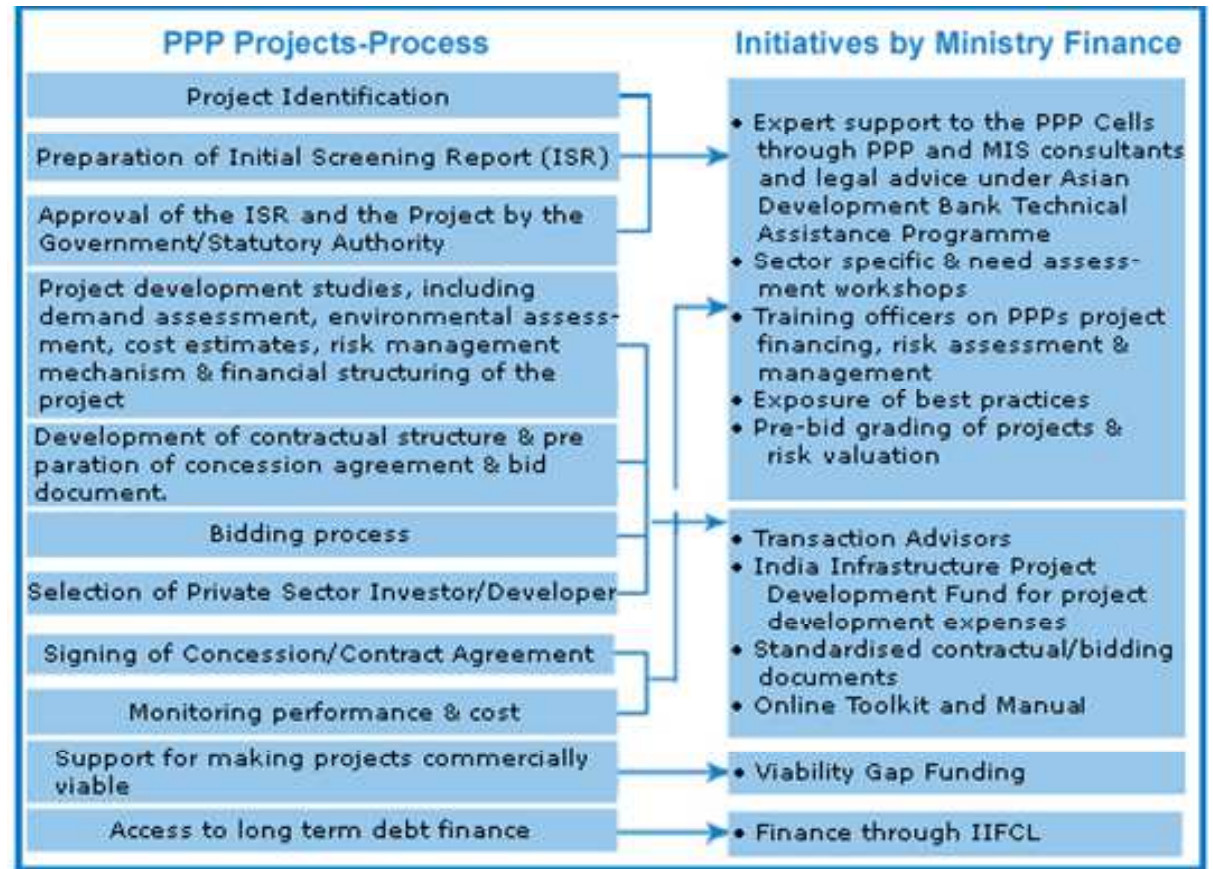 PPP Projects-Process
Project Identification
Preparation of Initial Screening Report (ISR)
Approval of the ISR and the Project by the
Government/Statutory Authority
Project development studies, including
demand assessment, environmental assess-
ment, cost estimates, risk management
mechanism & financial structuring of the
project
Development of contractual structure & pre
paration of concession agreement & bid
document.
Bidding process
Selection of Private Sector Investor/Developer
Signing of Concession/Contract Agreement
Monitoring performance & cost
Support for making projects commercially
viable
Access to long term debt finance
Initiatives by Ministry Finance
• Expert support to the PPP Cells
through PPP and MIS consultants
and legal advice under Asian
Development Bank Technical
Assistance Programme
• Sector specific & need assess-
ment workshops
• Training officers on PPPs project
financing, risk assessment &
management
• Exposure of best practices
• Pre-bid grading of projects &
risk valuation
• Transaction Advisors
• India Infrastructure Project
Development Fund for project
development expenses
• Standardised contractual/bidding
documents
• Online Toolkit and Manual
• Viability Gap Funding
• Finance through IIFCL